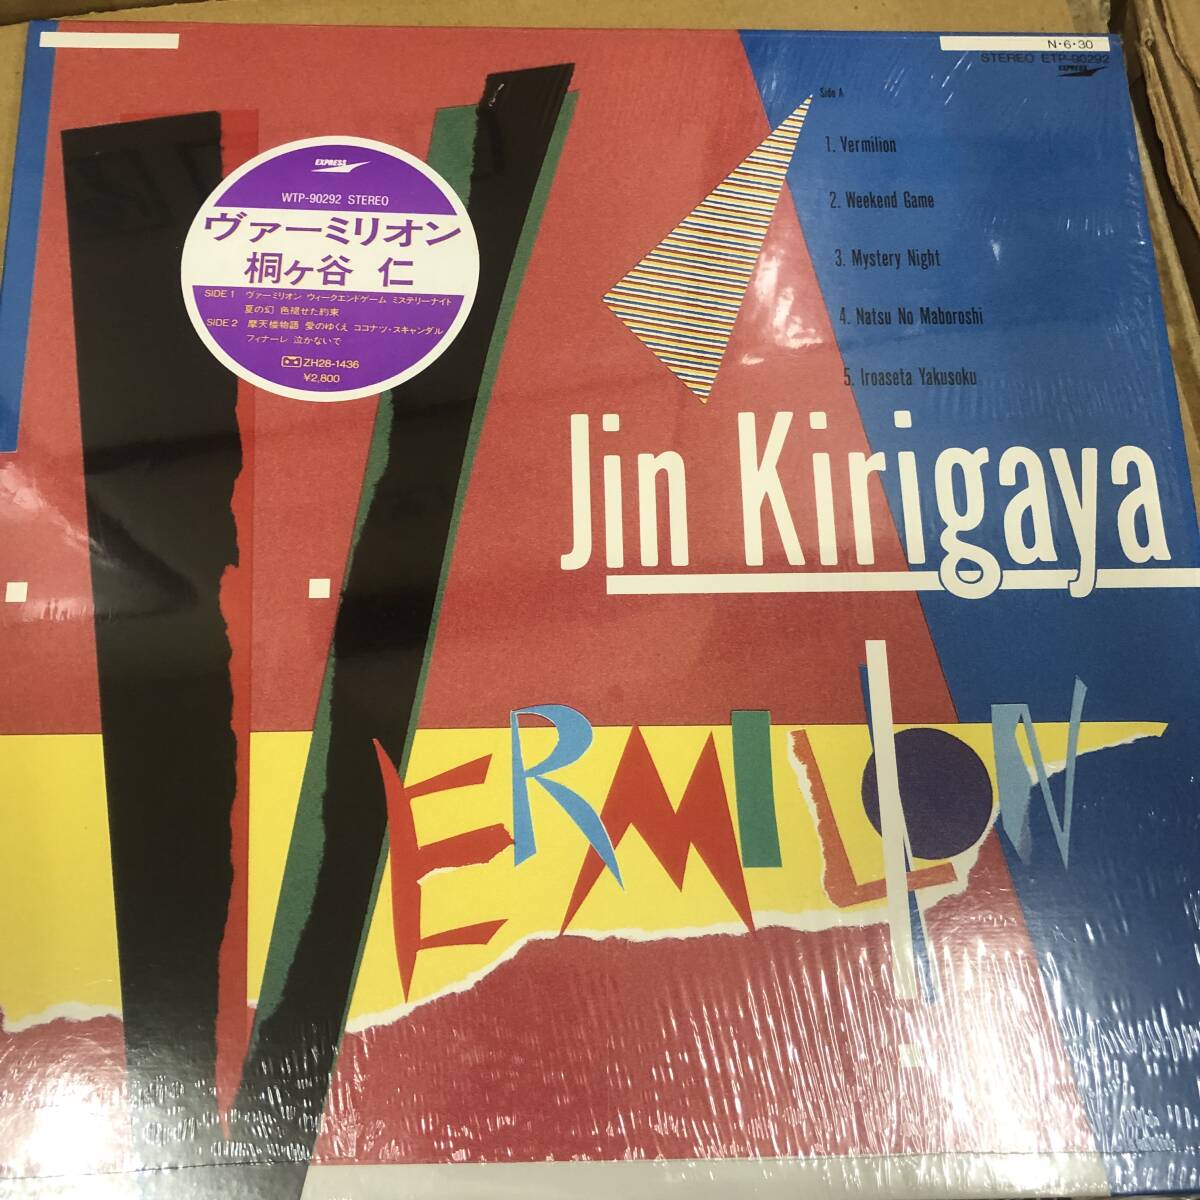 N・6・30
STEREO ETP-90292
EXPRESS
Side A
1. Vermilion
2. Weekend Game
3. Mystery Night
4. Natsu No Maboroshi
5. Iroaseta Yakusoku
EXPRESS
WTP-90292 STEREO
ヴァーミリオン
桐ヶ谷 仁
SIDE 1 ヴァーミリオン ウィークエンドゲーム ミステリーナイト
夏の幻 色褪せた約束
SIDE 2 摩天楼物語 愛のゆくえ ココナツ・スキャンダル
フィナーレ 泣かないで
ZH28-1436
¥2,800
Jin Kirigaya
VERMILION